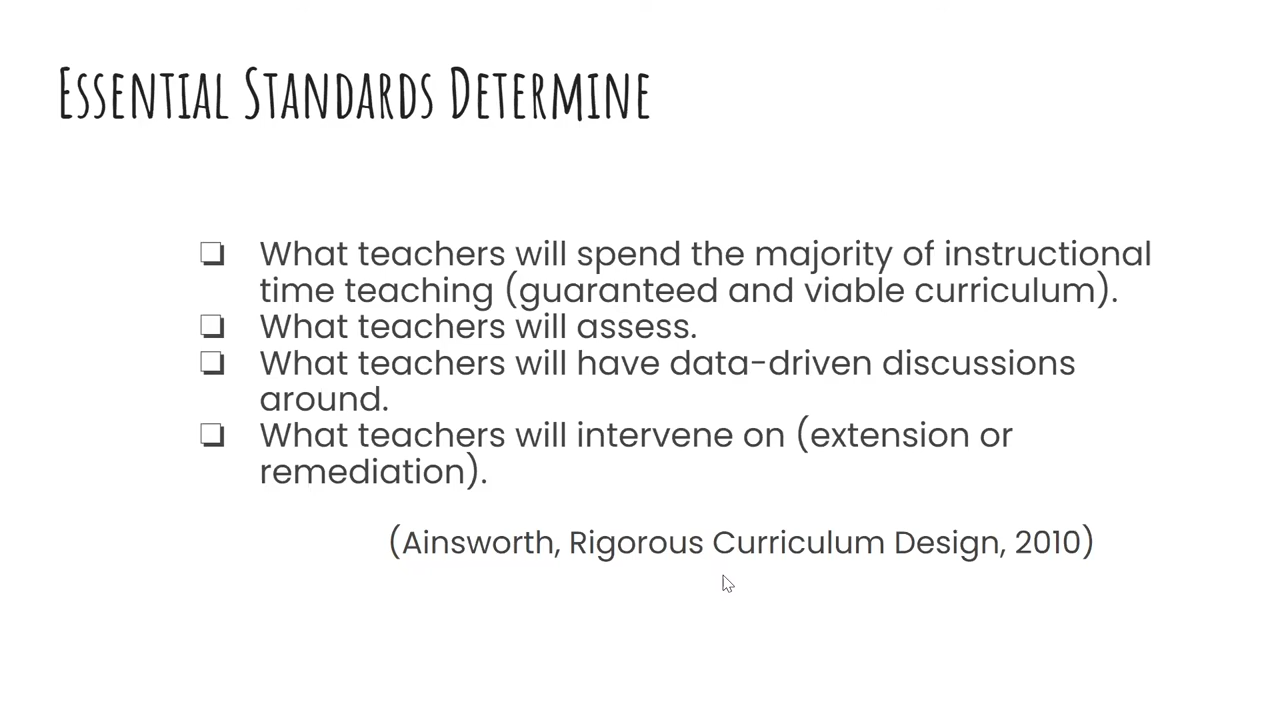 Essential Standards Determine
❏ What teachers will spend the majority of instructional
time teaching (guaranteed and viable curriculum).
❏ What teachers will assess.
❏ What teachers will have data-driven discussions
around.
❏ What teachers will intervene on (extension or
remediation).
(Ainsworth, Rigorous Curriculum Design, 2010)